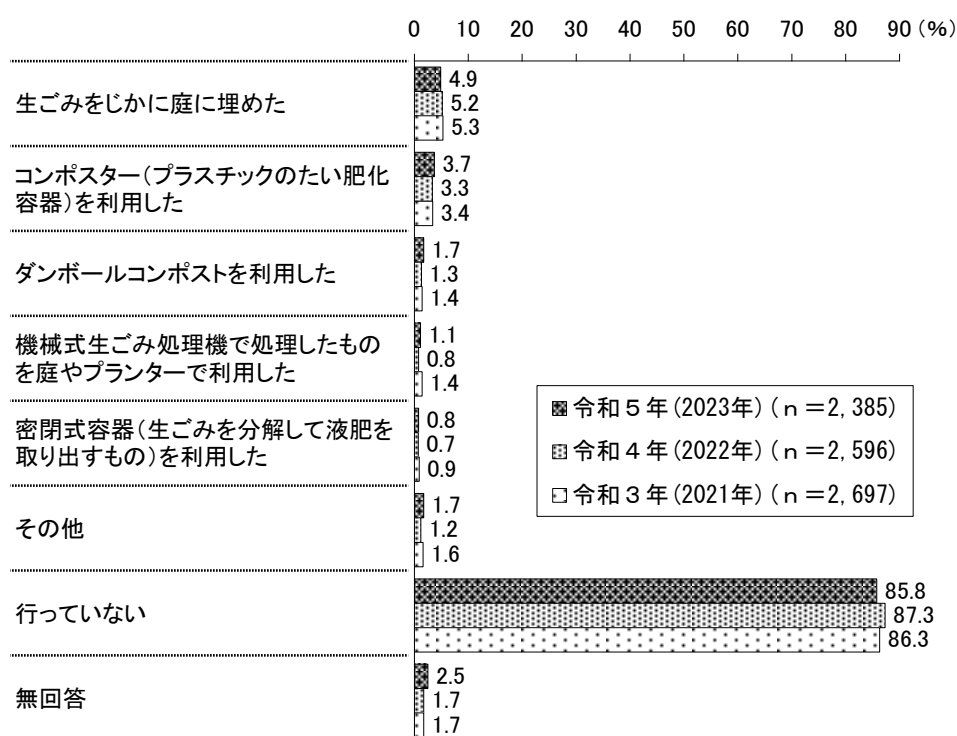 0 10 20 30 40 50 60 70 80 90 (%)
生ごみをじかに庭に埋めた
4.9
5.2
5.3
コンポスター(プラスチックのたい肥化
容器)を利用した
3.7
3.3
3.4
ダンボールコンポストを利用した
1.7
1.3
1.4
機械式生ごみ処理機で処理したもの
を庭やプランターで利用した
1.1
0.8
1.4
密閉式容器(生ごみを分解して液肥を
取り出すもの)を利用した
0.8
0.7
0.9
その他
1.7
1.2
1.6
行っていない
85.8
87.3
86.3
無回答
2.5
1.7
1.7
令和5年(2023年)(n=2,385)
令和4年(2022年)(n=2,596)
令和3年(2021年)(n=2,697)